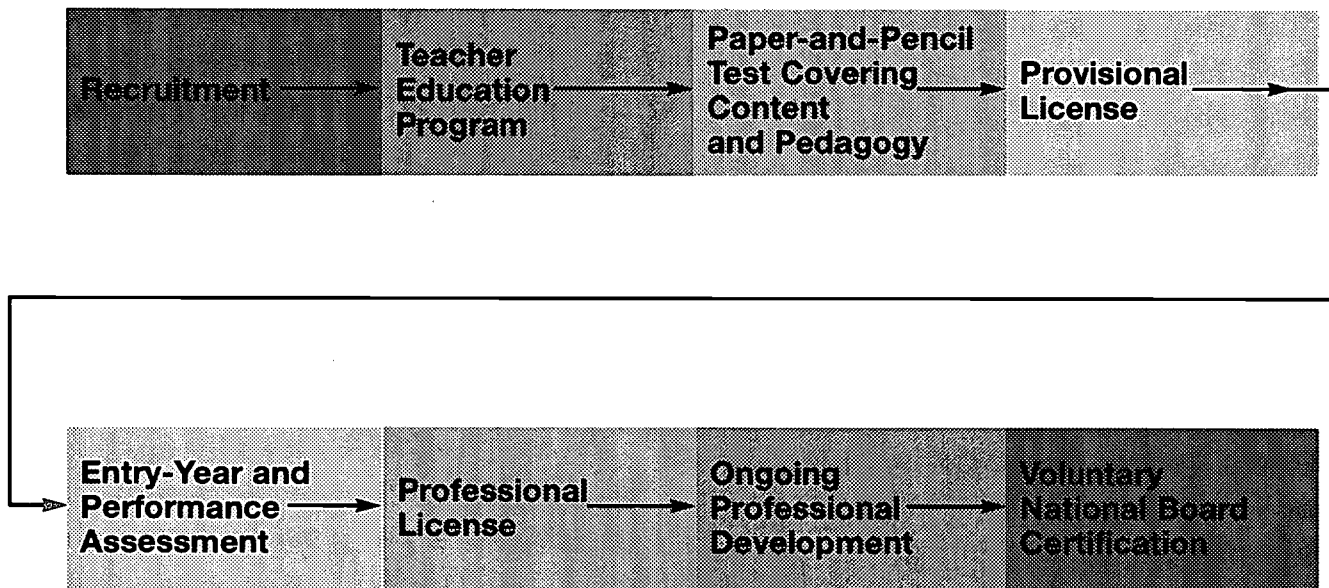 Recruitment
Teacher
Education
Program
Paper-and-Pencil
Test Covering
Content
and Pedagogy
Provisional
License
Entry-Year and
Performance
Assessment
Professional
License
Ongoing
Professional
Development
Voluntary
National Board
Certification